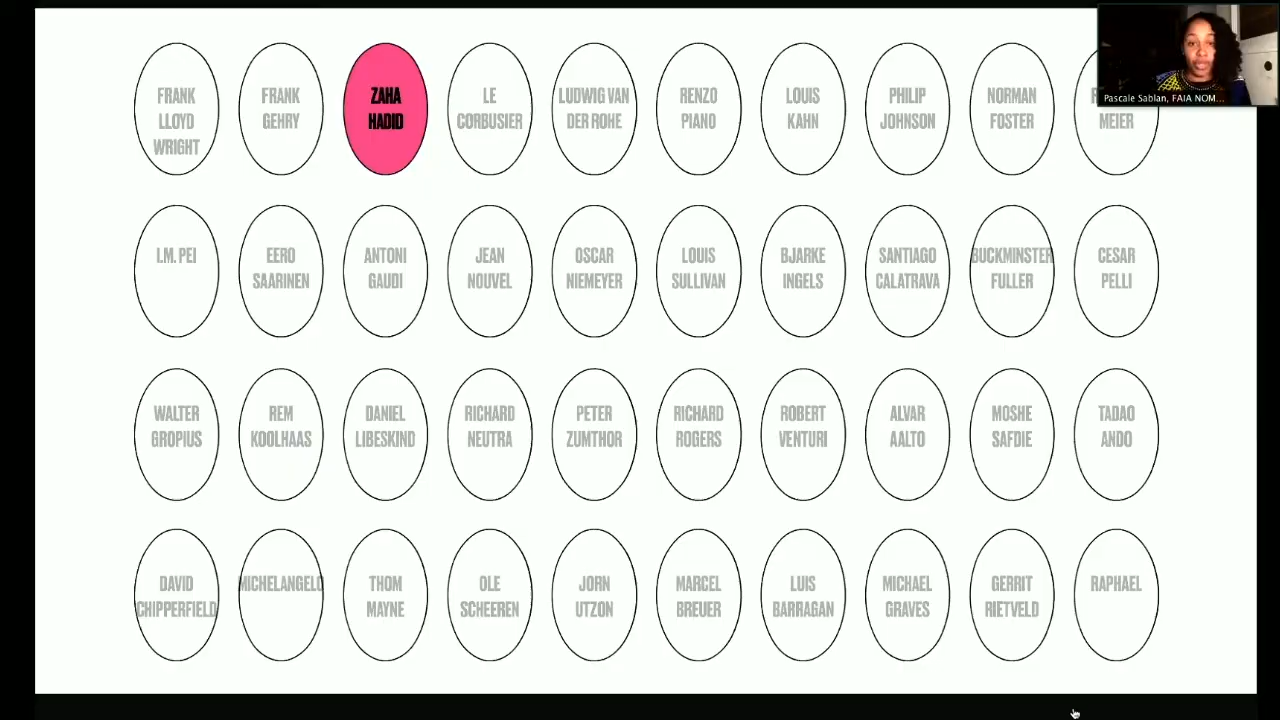 Pascale Sablan, FAIA NOM...
FRANK
LLOYD
WRIGHT
FRANK
GEHRY
ZAHA
HADID
LE
CORBUSIER
LUDWIG VAN
DER ROHE
RENZO
PIANO
LOUIS
KAHN
PHILIP
JOHNSON
NORMAN
FOSTER
MEIER
I.M. PEI
EERO
SAARINEN
ANTONI
GAUDI
JEAN
NOUVEL
OSCAR
NIEMEYER
LOUIS
SULLIVAN
BJARKE
INGELS
SANTIAGO
CALATRAVA
BUCKMINSTER
FULLER
CESAR
PELLI
WALTER
GROPIUS
REM
KOOLHAAS
DANIEL
LIBESKIND
RICHARD
NEUTRA
PETER
ZUMTHOR
RICHARD
ROGERS
ROBERT
VENTURI
ALVAR
AALTO
MOSHE
SAFDIE
TADAO
ANDO
DAVID
CHIPPERFIELD
MICHELANGELO
THOM
MAYNE
OLE
SCHEEREN
JORN
UTZON
MARCEL
BREUER
LUIS
BARRAGAN
MICHAEL
GRAVES
GERRIT
RIETVELD
RAPHAEL